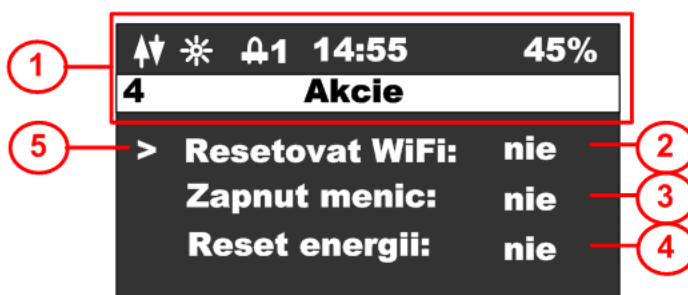 1 14:55 45%
4 Akcie
> Resetovat WiFi: nie
Zapnut menic: nie
Reset energii: nie
1
5
2
3
4